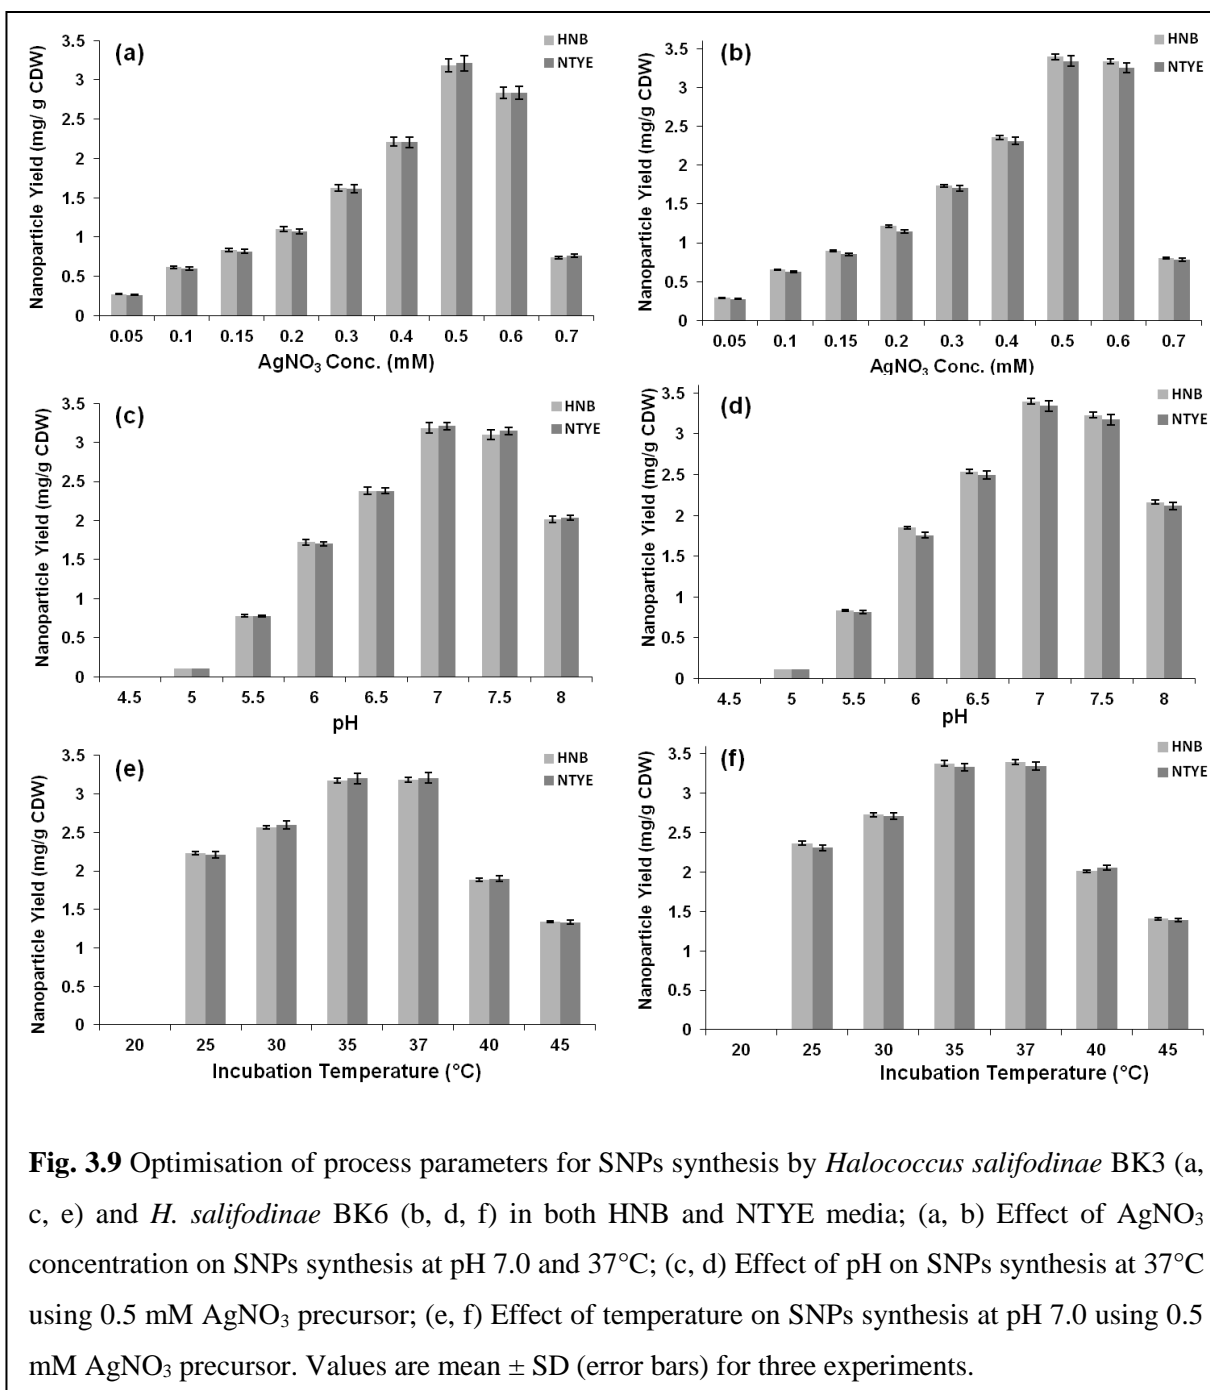 (a)
HNB
NTYE
Nanoparticle Yield (mg/ g CDW)
3.5
3
2.5
2
1.5
1
0.5
0
0.05 0.1 0.15 0.2 0.3 0.4 0.5 0.6 0.7
AgNO₃ Conc. (mM)
(b)
HNB
NTYE
Nanoparticle Yield (mg/g CDW)
3.5
3
2.5
2
1.5
1
0.5
0
0.05 0.1 0.15 0.2 0.3 0.4 0.5 0.6 0.7
AgNO₃ Conc. (mM)
(c)
HNB
NTYE
Nanoparticle Yield (mg/g CDW)
3.5
3
2.5
2
1.5
1
0.5
0
4.5 5 5.5 6 6.5 7 7.5 8
pH
(d)
HNB
NTYE
Nanoparticle Yield (mg/g CDW)
3.5
3
2.5
2
1.5
1
0.5
0
4.5 5 5.5 6 6.5 7 7.5 8
pH
(e)
HNB
NTYE
Nanoparticle Yield (mg/g CDW)
3.5
3
2.5
2
1.5
1
0.5
0
20 25 30 35 37 40 45
Incubation Temperature (°C)
(f)
HNB
NTYE
Nanoparticle Yield (mg/g CDW)
3.5
3
2.5
2
1.5
1
0.5
0
20 25 30 35 37 40 45
Incubation Temperature (°C)
Fig. 3.9 Optimisation of process parameters for SNPs synthesis by Halococcus salifodinae BK3 (a,
c, e) and H. salifodinae BK6 (b, d, f) in both HNB and NTYE media; (a, b) Effect of AgNO₃
concentration on SNPs synthesis at pH 7.0 and 37°C; (c, d) Effect of pH on SNPs synthesis at 37°C
using 0.5 mM AgNO₃ precursor; (e, f) Effect of temperature on SNPs synthesis at pH 7.0 using 0.5
mM AgNO₃ precursor. Values are mean ± SD (error bars) for three experiments.